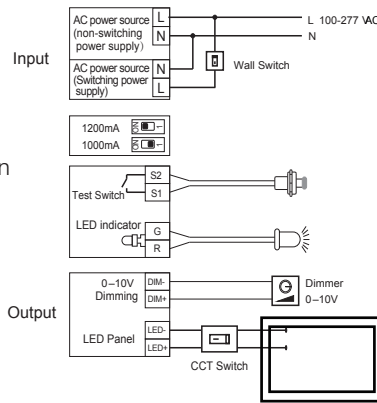 AC power source L
(non-switching
power supply) N
L 100-277 VAC
N
Input
AC power source N
(Switching power
supply) L
Wall Switch
1200mA ON 1
1000mA ON 1
n
S2
Test Switch S1
LED indicator G
R
0–10V DIM-
Dimming DIM+
Dimmer
0–10V
Output
LED-
LED Panel
LED+
CCT Switch